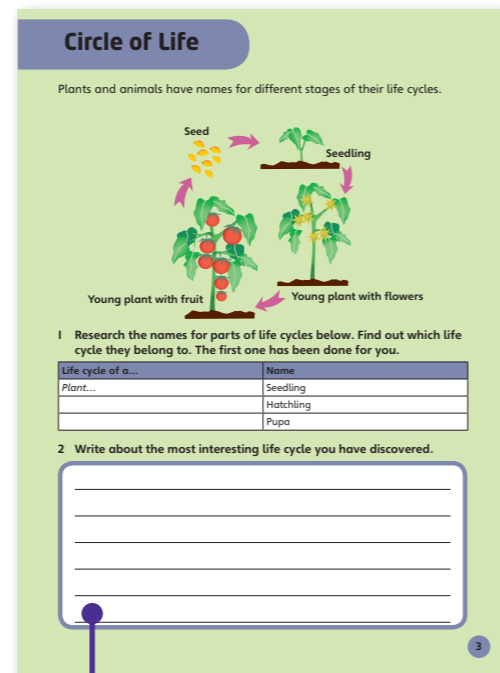 Circle of Life
Plants and animals have names for different stages of their life cycles.
Seed
Seedling
Young plant with fruit
Young plant with flowers
1 Research the names for parts of life cycles below. Find out which life
cycle they belong to. The first one has been done for you.
Life cycle of a... Name
Plant... Seedling
Hatchling
Pupa
2 Write about the most interesting life cycle you have discovered.
3